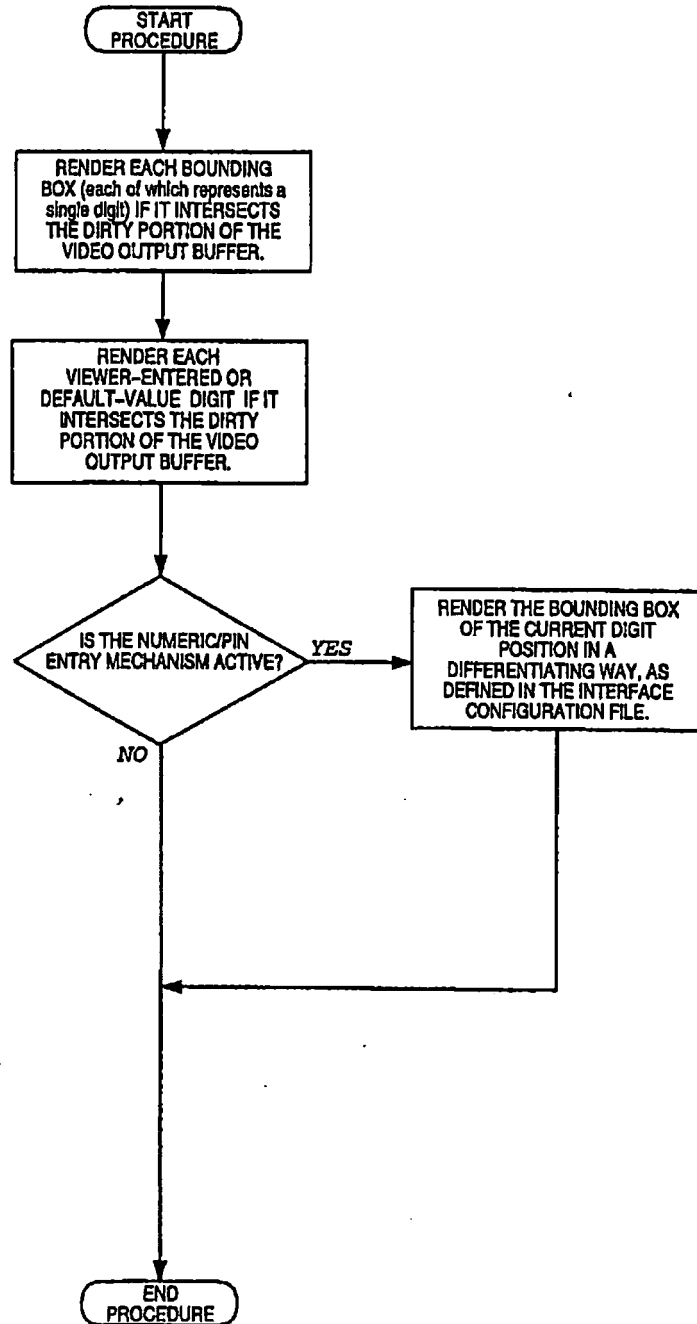 START
PROCEDURE
RENDER EACH BOUNDING
BOX (each of which represents a
single digit) IF IT INTERSECTS
THE DIRTY PORTION OF THE
VIDEO OUTPUT BUFFER.
RENDER EACH
VIEWER-ENTERED OR
DEFAULT-VALUE DIGIT IF IT
INTERSECTS THE DIRTY
PORTION OF THE VIDEO
OUTPUT BUFFER.
IS THE NUMERIC/PIN
ENTRY MECHANISM ACTIVE?
YES
RENDER THE BOUNDING BOX
OF THE CURRENT DIGIT
POSITION IN A
DIFFERENTIATING WAY, AS
DEFINED IN THE INTERFACE
CONFIGURATION FILE.
NO
END
PROCEDURE